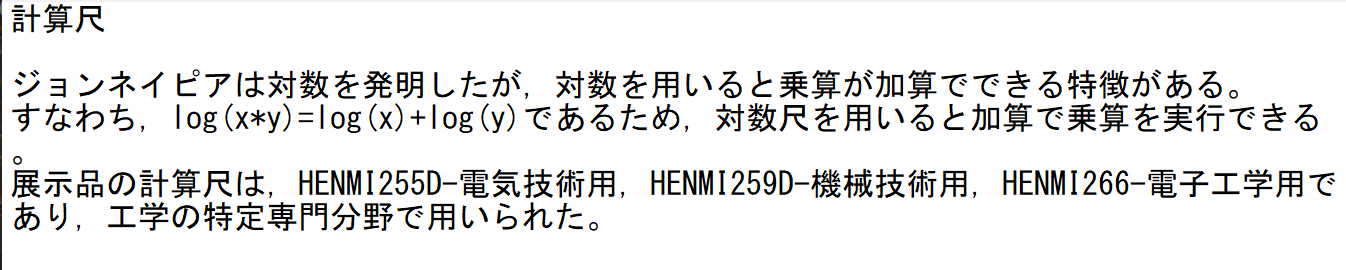 計算尺
ジョンネイピアは対数を発明したが，対数を用いると乗算が加算でできる特徴がある。
すなわち，log(x*y)=log(x)+log(y)であるため，対数尺を用いると加算で乗算を実行できる
。
展示品の計算尺は，HENMI255D-電気技術用，HENMI259D-機械技術用，HENMI266-電子工学用で
あり，工学の特定専門分野で用いられた。